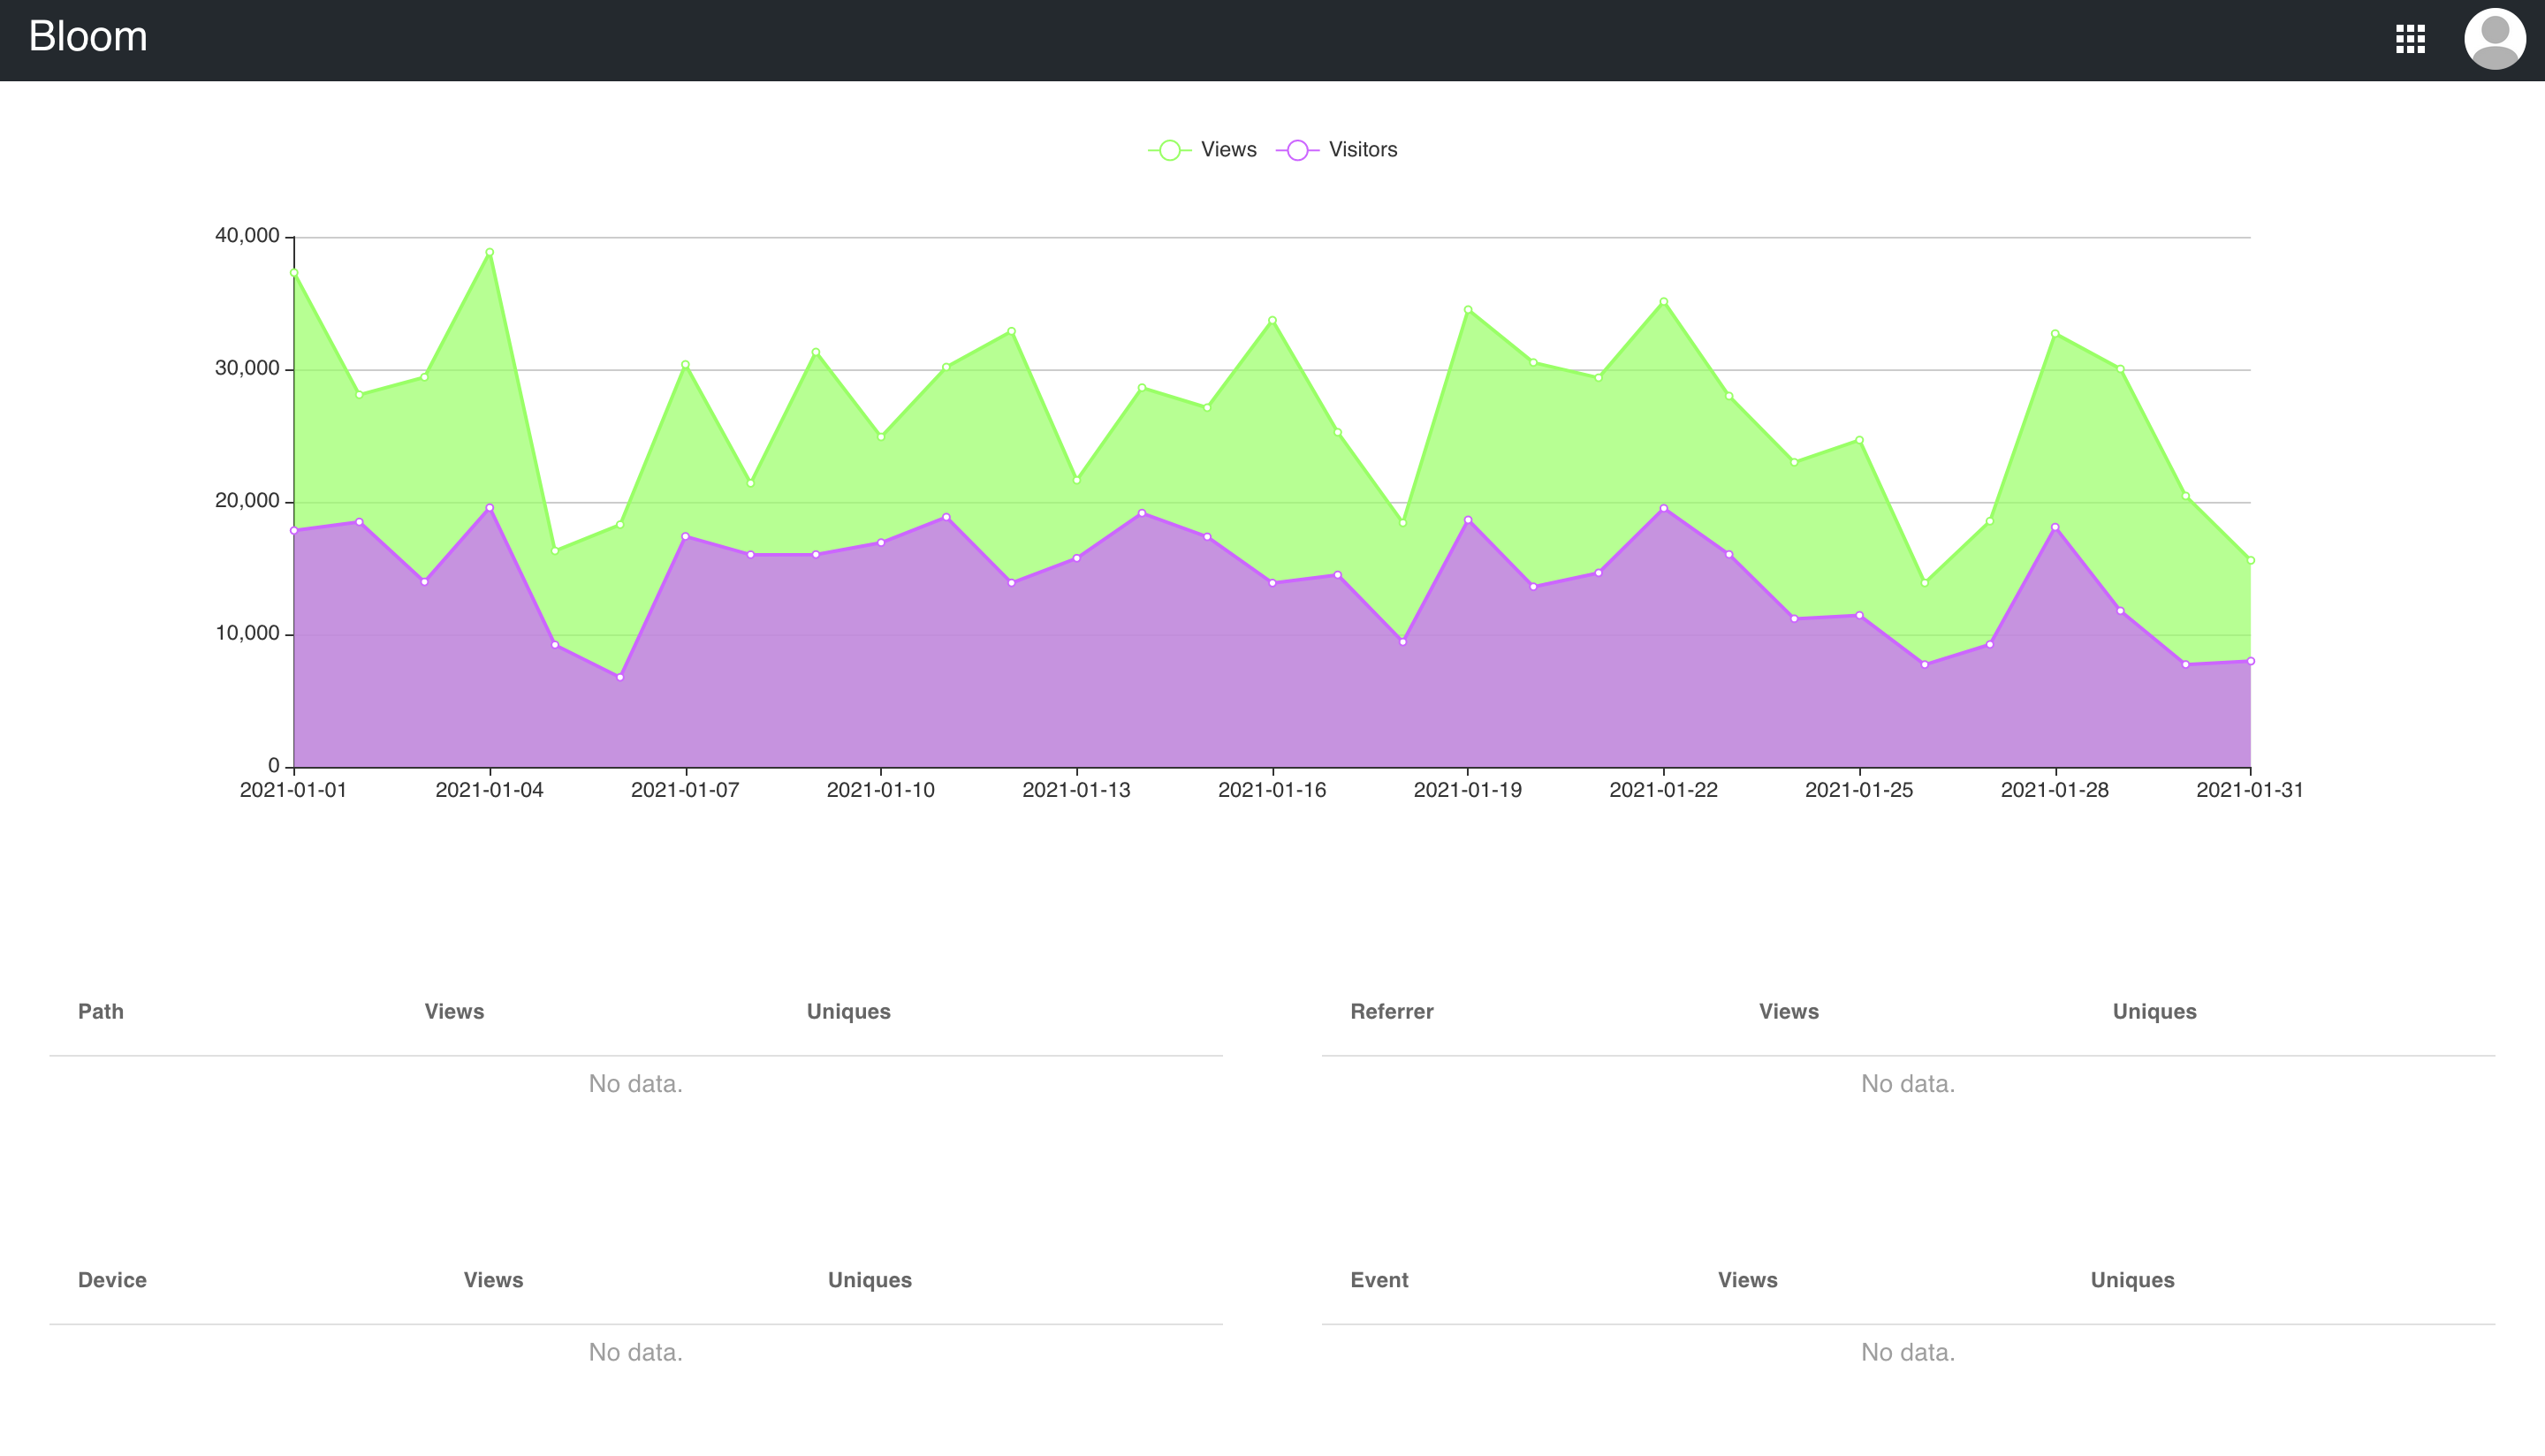 Bloom
Views Visitors
40,000
30,000
20,000
10,000
0
2021-01-01 2021-01-04 2021-01-07 2021-01-10 2021-01-13 2021-01-16 2021-01-19 2021-01-22 2021-01-25 2021-01-28 2021-01-31
Path Views Uniques
No data.
Referrer Views Uniques
No data.
Device Views Uniques
No data.
Event Views Uniques
No data.